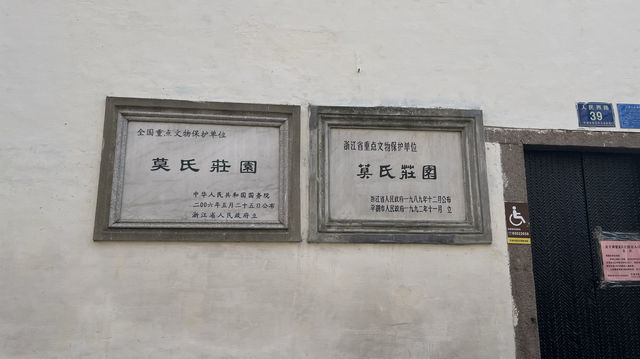 全国重点文物保护单位
莫氏莊園
中华人民共和国国务院
二00六年五月二十五日公布
浙江省人民政府立
浙江省重点文物保护单位
莫氏莊園
浙江省人民政府一九八九年十二月公布
平湖市人民政府一九九二年十一月 立
人民西路
39